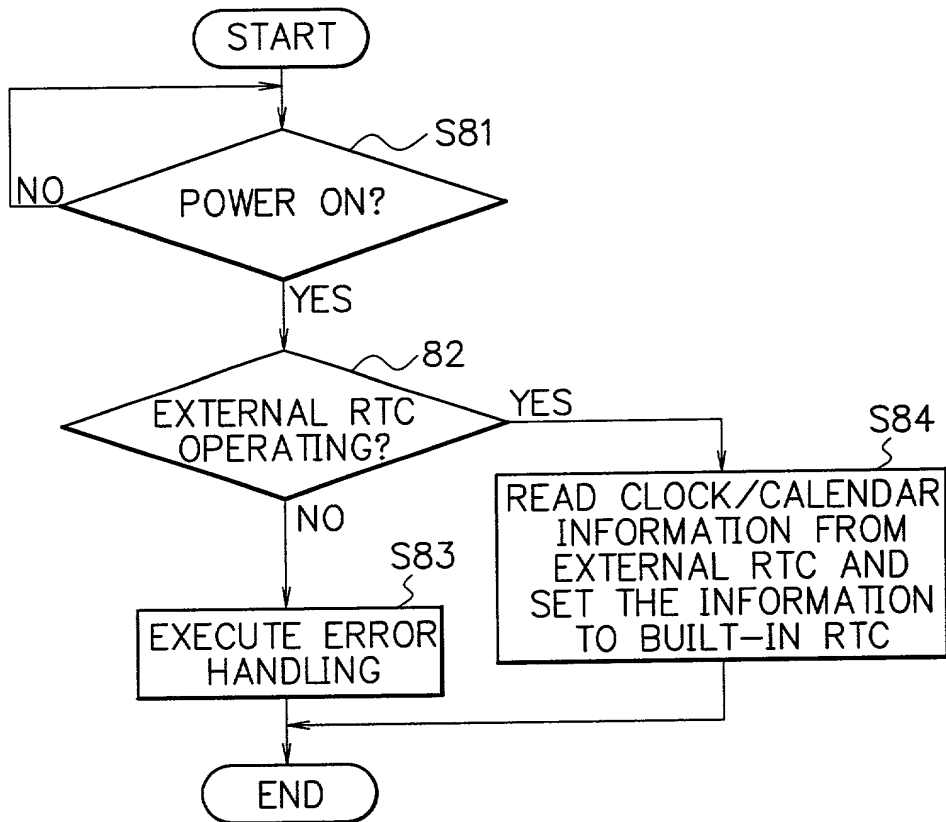 START
S81
NO
POWER ON?
YES
82
EXTERNAL RTC
OPERATING?
YES
NO
S84
READ CLOCK/CALENDAR
INFORMATION FROM
EXTERNAL RTC AND
SET THE INFORMATION
TO BUILT-IN RTC
S83
EXECUTE ERROR
HANDLING
END